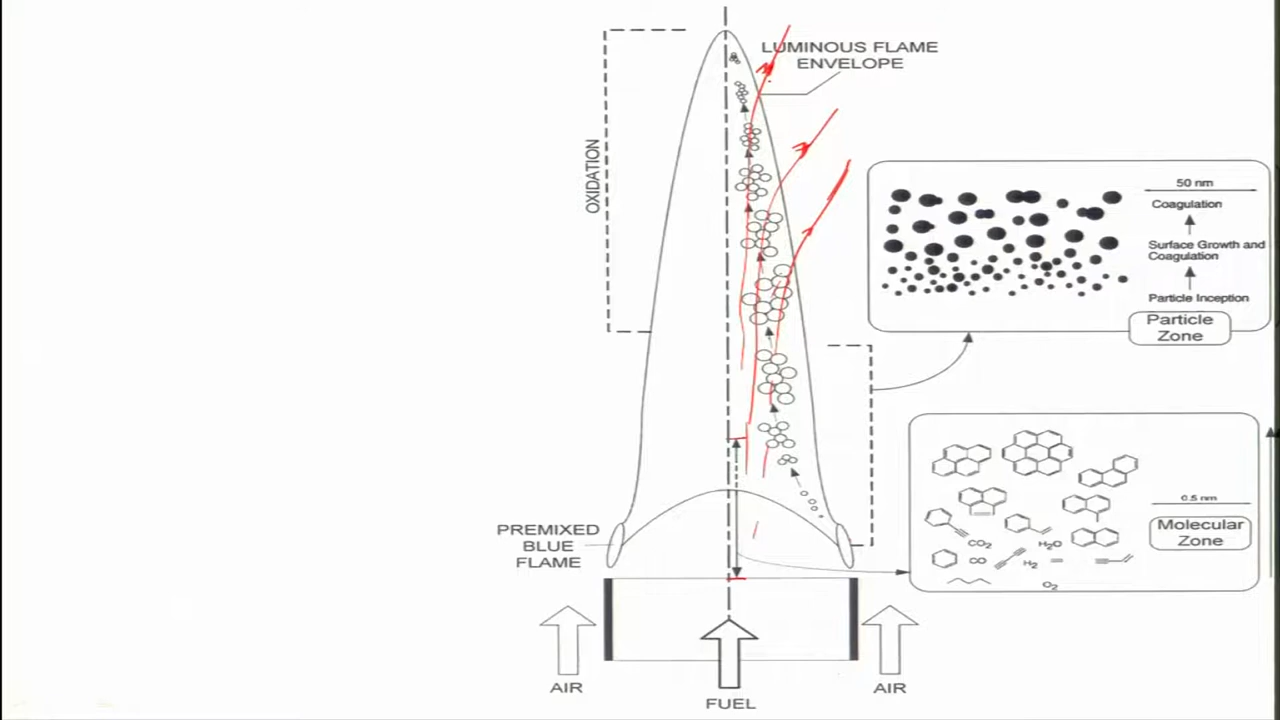 LUMINOUS FLAME
ENVELOPE
OXIDATION
50 nm
Coagulation
Surface Growth and
Coagulation
Particle Inception
Particle
Zone
0.5 nm
Molecular
Zone
CO2
H2O
CO
H2
O2
PREMIXED
BLUE
FLAME
AIR
FUEL
AIR